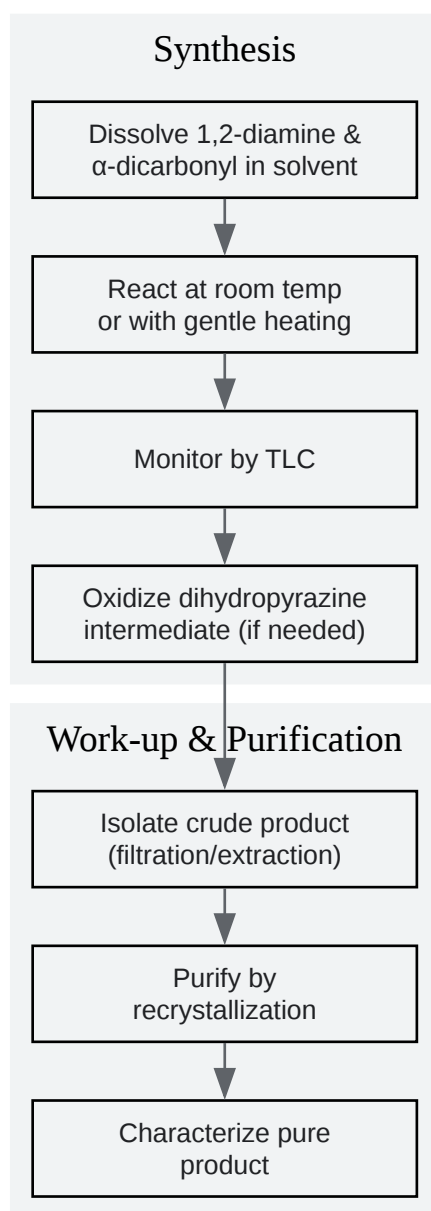 Synthesis
Dissolve 1,2-diamine &
α-dicarbonyl in solvent
React at room temp
or with gentle heating
Monitor by TLC
Oxidize dihydropyrazine
intermediate (if needed)
Work-up & Purification
Isolate crude product
(filtration/extraction)
Purify by
recrystallization
Characterize pure
product